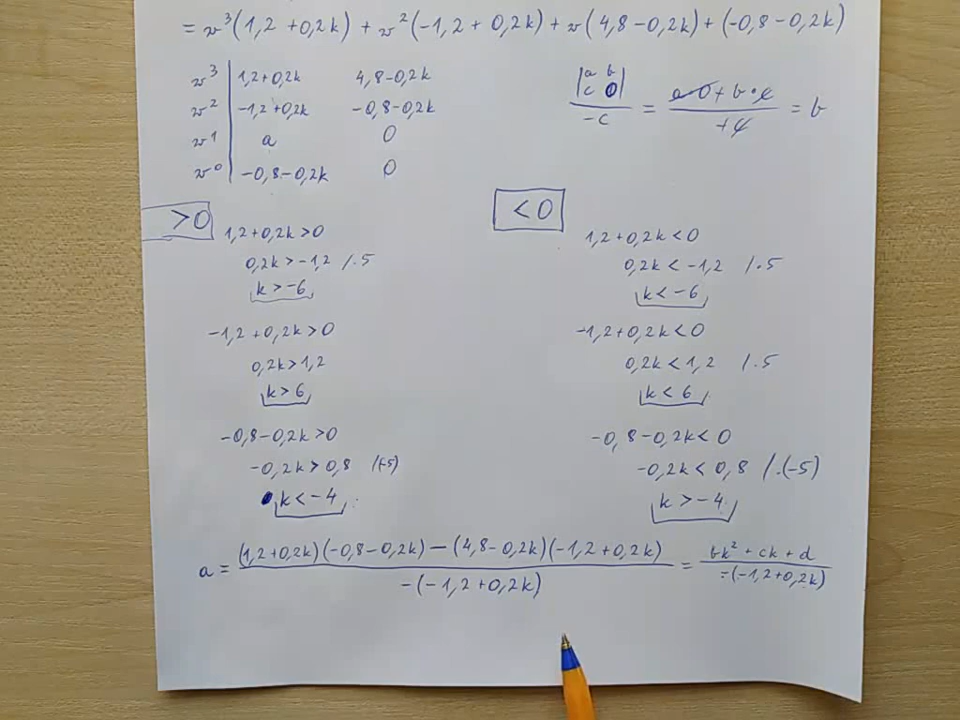 = v³(1,2+0,2k) + v²(-1,2+0,2k) + v(4,8-0,2k) + (-0,8-0,2k)
v³ | 1,2+0,2k 4,8-0,2k
v² | -1,2+0,2k -0,8-0,2k
v¹ | a 0
v⁰ | -0,8-0,2k 0
|a b|
|c 0|
/ -c = (a·0+b·c) / +c = b
>0
1,2+0,2k>0
0,2k>-1,2 /·5
k>-6
-1,2+0,2k>0
0,2k>1,2
k>6
-0,8-0,2k>0
-0,2k>0,8 /(-5)
k<-4
<0
1,2+0,2k<0
0,2k<-1,2 /·5
k<-6
-1,2+0,2k<0
0,2k<1,2 /·5
k<6
-0,8-0,2k<0
-0,2k<0,8 /·(-5)
k>-4
a = ((1,2+0,2k)(-0,8-0,2k)-(4,8-0,2k)(-1,2+0,2k)) / -(-1,2+0,2k) = (bk²+ck+d) / -(-1,2+0,2k)